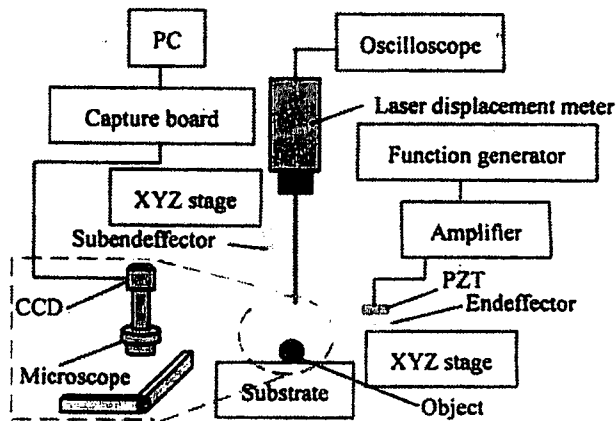 PC
Oscilloscope
Capture board
Laser displacement meter
Function generator
XYZ stage
Subendeffector
Amplifier
CCD
PZT
Endeffector
Microscope
Substrate
XYZ stage
Object